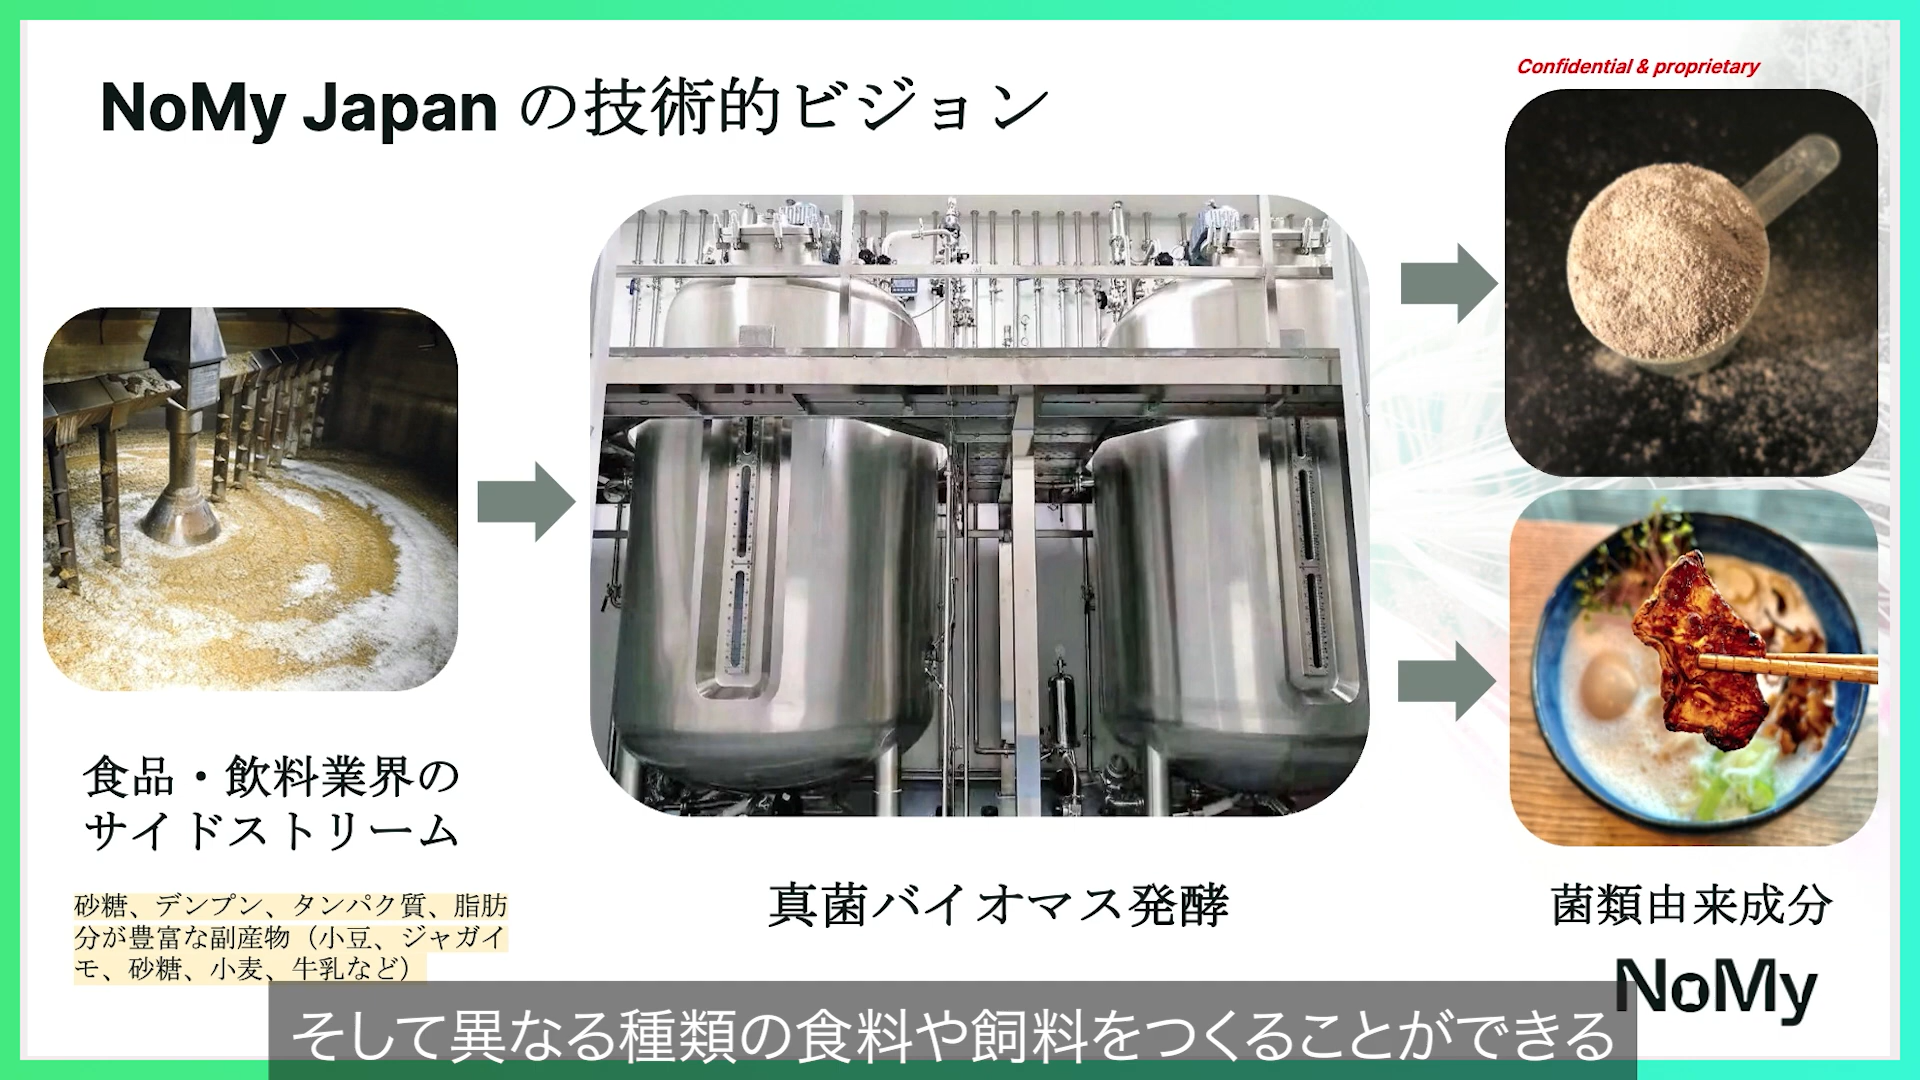 Confidential & proprietary
NoMy Japan の技術的ビジョン
食品・飲料業界の
サイドストリーム
砂糖、デンプン、タンパク質、脂肪
分が豊富な副産物（小豆、ジャガイ
モ、砂糖、小麦、牛乳など）
真菌バイオマス発酵
菌類由来成分
NoMy
そして異なる種類の食料や飼料をつくることができる